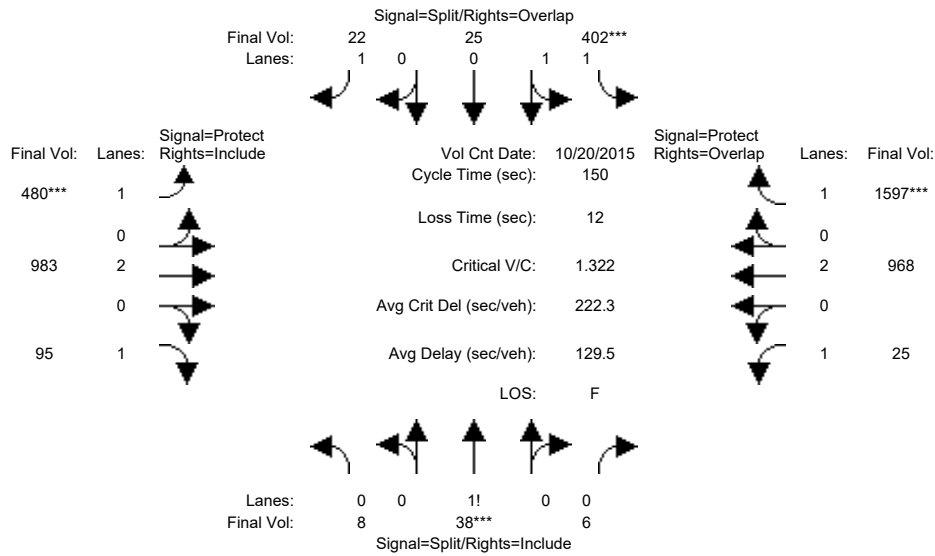 Signal=Split/Rights=Overlap
Final Vol: 22 25 402***
Lanes: 1 0 0 1 1
Signal=Protect
Rights=Include
Final Vol: Lanes:
Vol Cnt Date: 10/20/2015
Signal=Protect
Rights=Overlap
Lanes: Final Vol:
Cycle Time (sec): 150
480*** 1
1 1597***
Loss Time (sec): 12
0
0
983 2
Critical V/C: 1.322
2 968
0
Avg Crit Del (sec/veh): 222.3
0
95 1
Avg Delay (sec/veh): 129.5
1 25
LOS: F
Lanes: 0 0 1! 0 0
Final Vol: 8 38*** 6
Signal=Split/Rights=Include